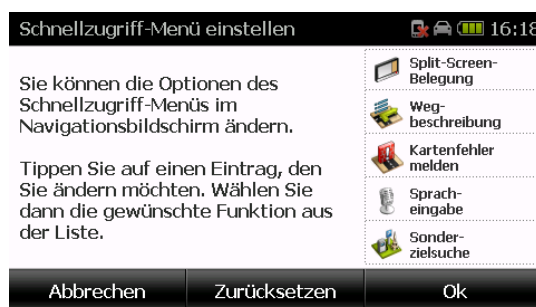 Schnellzugriff-Menü einstellen
16:18
Sie können die Optionen des
Schnellzugriff-Menüs im
Navigationsbildschirm ändern.
Tippen Sie auf einen Eintrag, den
Sie ändern möchten. Wählen Sie
dann die gewünschte Funktion aus
der Liste.
Split-Screen-
Belegung
Weg-
beschreibung
Kartenfehler
melden
Sprach-
eingabe
Sonder-
zielsuche
Abbrechen
Zurücksetzen
Ok